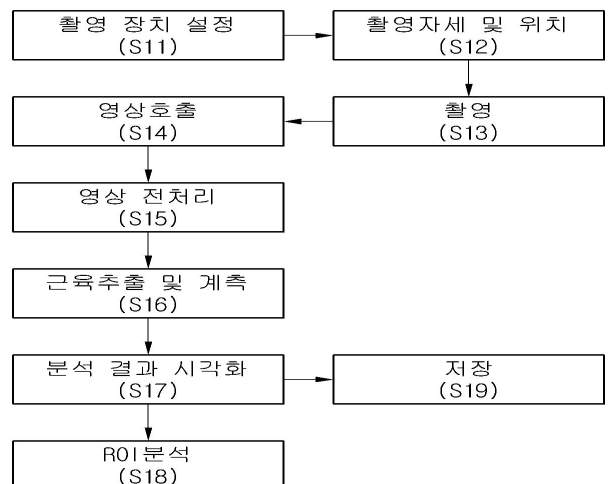 촬영 장치 설정
(S11)
촬영자세 및 위치
(S12)
영상호출
(S14)
촬영
(S13)
영상 전처리
(S15)
근육추출 및 계측
(S16)
분석 결과 시각화
(S17)
저장
(S19)
ROI분석
(S18)